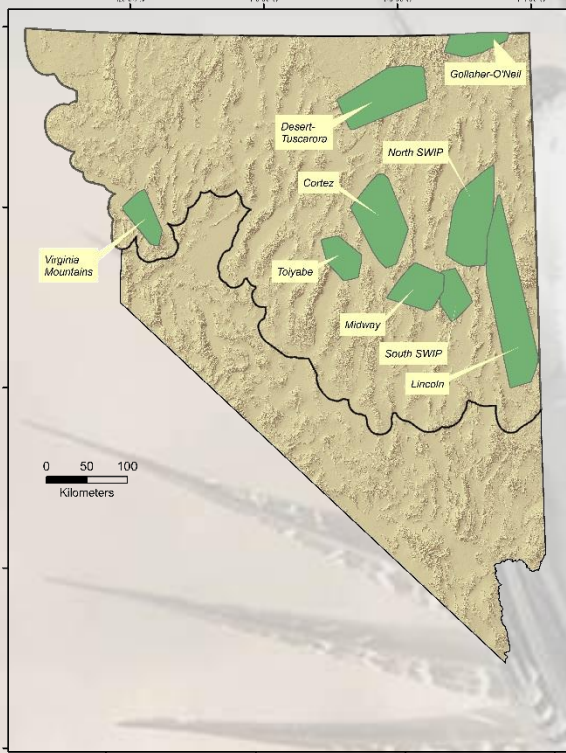 Gollaher-O'Neil
Desert-
Tuscarora
North SWIP
Cortez
Virginia
Mountains
Toiyabe
Midway
South SWIP
Lincoln
0 50 100
Kilometers